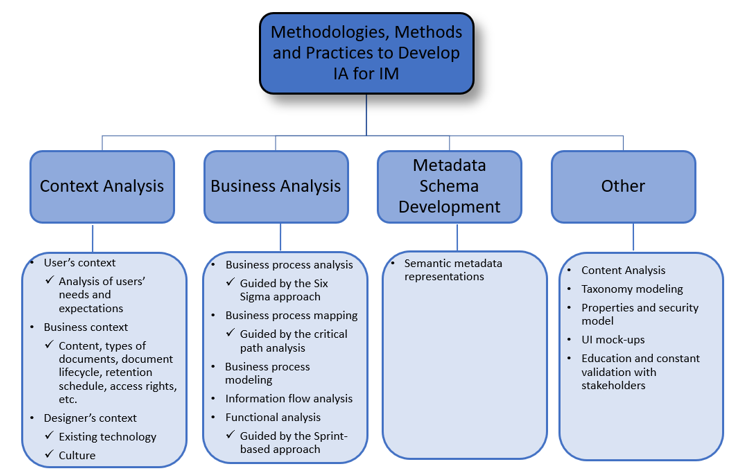 Methodologies, Methods
and Practices to Develop
IA for IM
Context Analysis
Business Analysis
Metadata
Schema
Development
Other
• User's context
✓ Analysis of users'
needs and
expectations
• Business context
✓ Content, types of
documents, document
lifecycle, retention
schedule, access rights,
etc.
• Designer's context
✓ Existing technology
✓ Culture
• Business process analysis
✓ Guided by the Six
Sigma approach
• Business process mapping
✓ Guided by the critical
path analysis
• Business process
modeling
• Information flow analysis
• Functional analysis
✓ Guided by the Sprint-
based approach
• Semantic metadata
representations
• Content Analysis
• Taxonomy modeling
• Properties and security
model
• UI mock-ups
• Education and constant
validation with
stakeholders